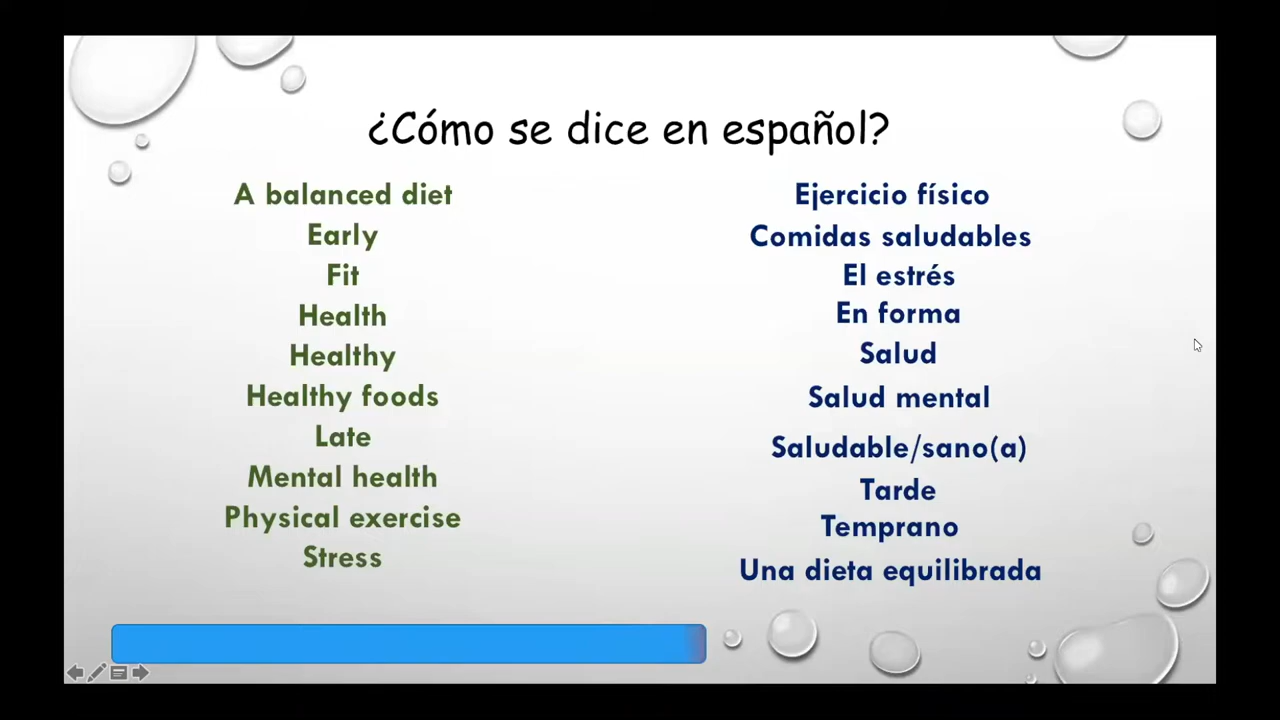 ¿Cómo se dice en español?
A balanced diet
Early
Fit
Health
Healthy
Healthy foods
Late
Mental health
Physical exercise
Stress
Ejercicio físico
Comidas saludables
El estrés
En forma
Salud
Salud mental
Saludable/sano(a)
Tarde
Temprano
Una dieta equilibrada